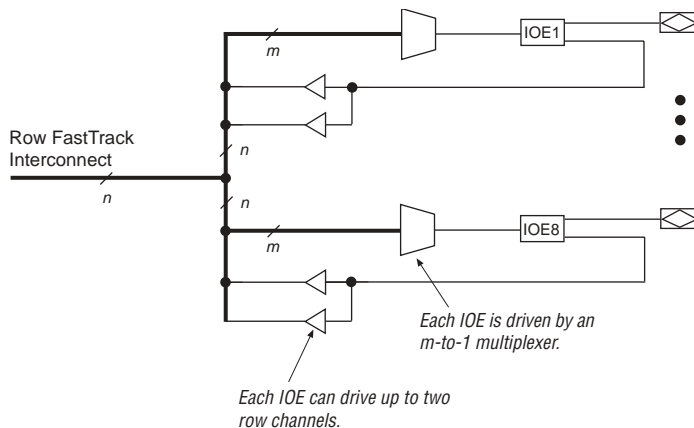 m
IOE1
Row FastTrack
Interconnect
n
n
n
m
IOE8
Each IOE is driven by an
m-to-1 multiplexer.
Each IOE can drive up to two
row channels.